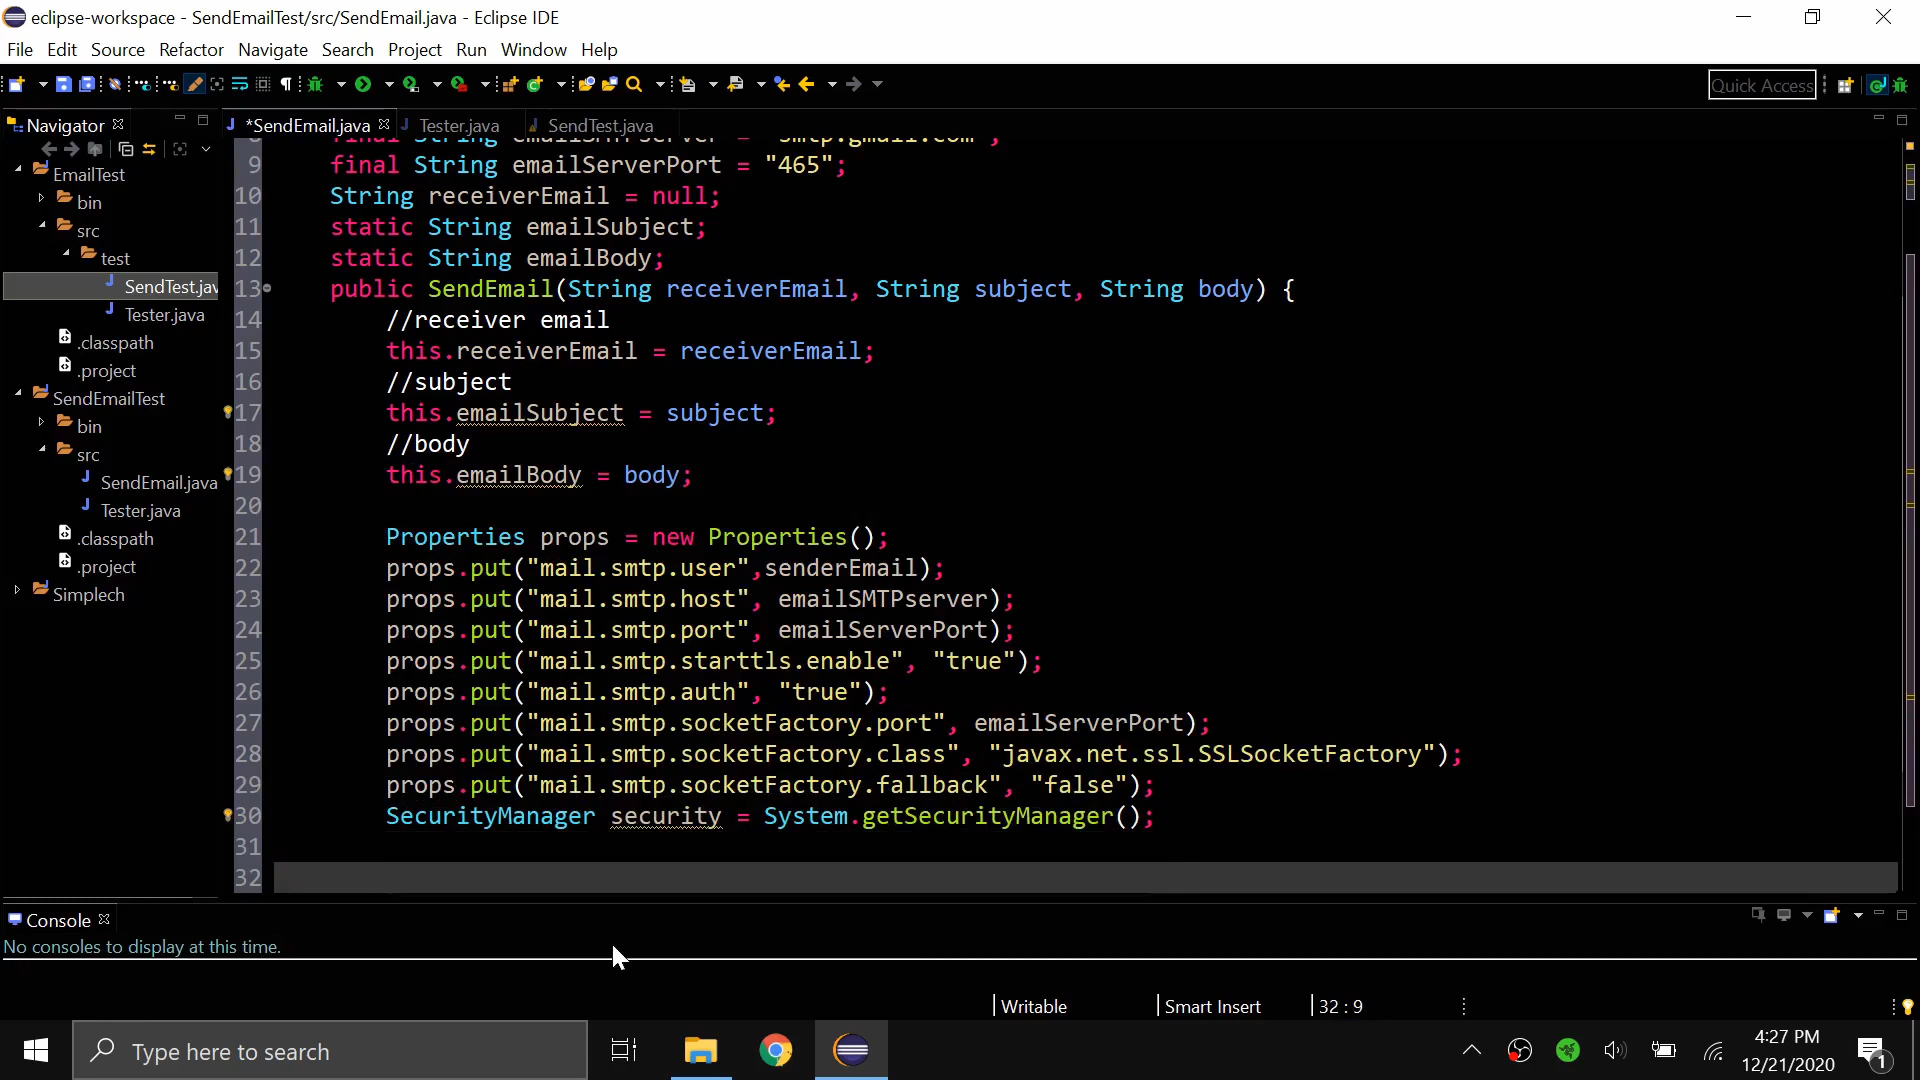 eclipse-workspace - SendEmailTest/src/SendEmail.java - Eclipse IDE
File Edit Source Refactor Navigate Search Project Run Window Help
Quick Access
Navigator
*SendEmail.java Tester.java SendTest.java
EmailTest
bin
src
test
SendTest.jav
Tester.java
.classpath
.project
SendEmailTest
bin
src
SendEmail.java
Tester.java
.classpath
.project
Simplech
final String emailSMTPserver = "smtp.gmail.com";
9 final String emailServerPort = "465";
10 String receiverEmail = null;
11 static String emailSubject;
12 static String emailBody;
13 public SendEmail(String receiverEmail, String subject, String body) {
14 //receiver email
15 this.receiverEmail = receiverEmail;
16 //subject
17 this.emailSubject = subject;
18 //body
19 this.emailBody = body;
20
21 Properties props = new Properties();
22 props.put("mail.smtp.user",senderEmail);
23 props.put("mail.smtp.host", emailSMTPserver);
24 props.put("mail.smtp.port", emailServerPort);
25 props.put("mail.smtp.starttls.enable", "true");
26 props.put("mail.smtp.auth", "true");
27 props.put("mail.smtp.socketFactory.port", emailServerPort);
28 props.put("mail.smtp.socketFactory.class", "javax.net.ssl.SSLSocketFactory");
29 props.put("mail.smtp.socketFactory.fallback", "false");
30 SecurityManager security = System.getSecurityManager();
31
32
Console
No consoles to display at this time.
Writable Smart Insert 32 : 9
Type here to search
4:27 PM
12/21/2020
1